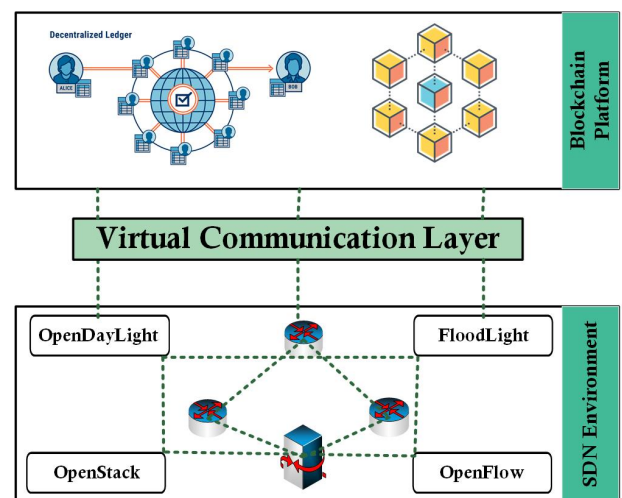 Decentralized Ledger
ALICE
BOB
Blockchain
Platform
Virtual Communication Layer
OpenDayLight
FloodLight
OpenStack
OpenFlow
SDN Environment